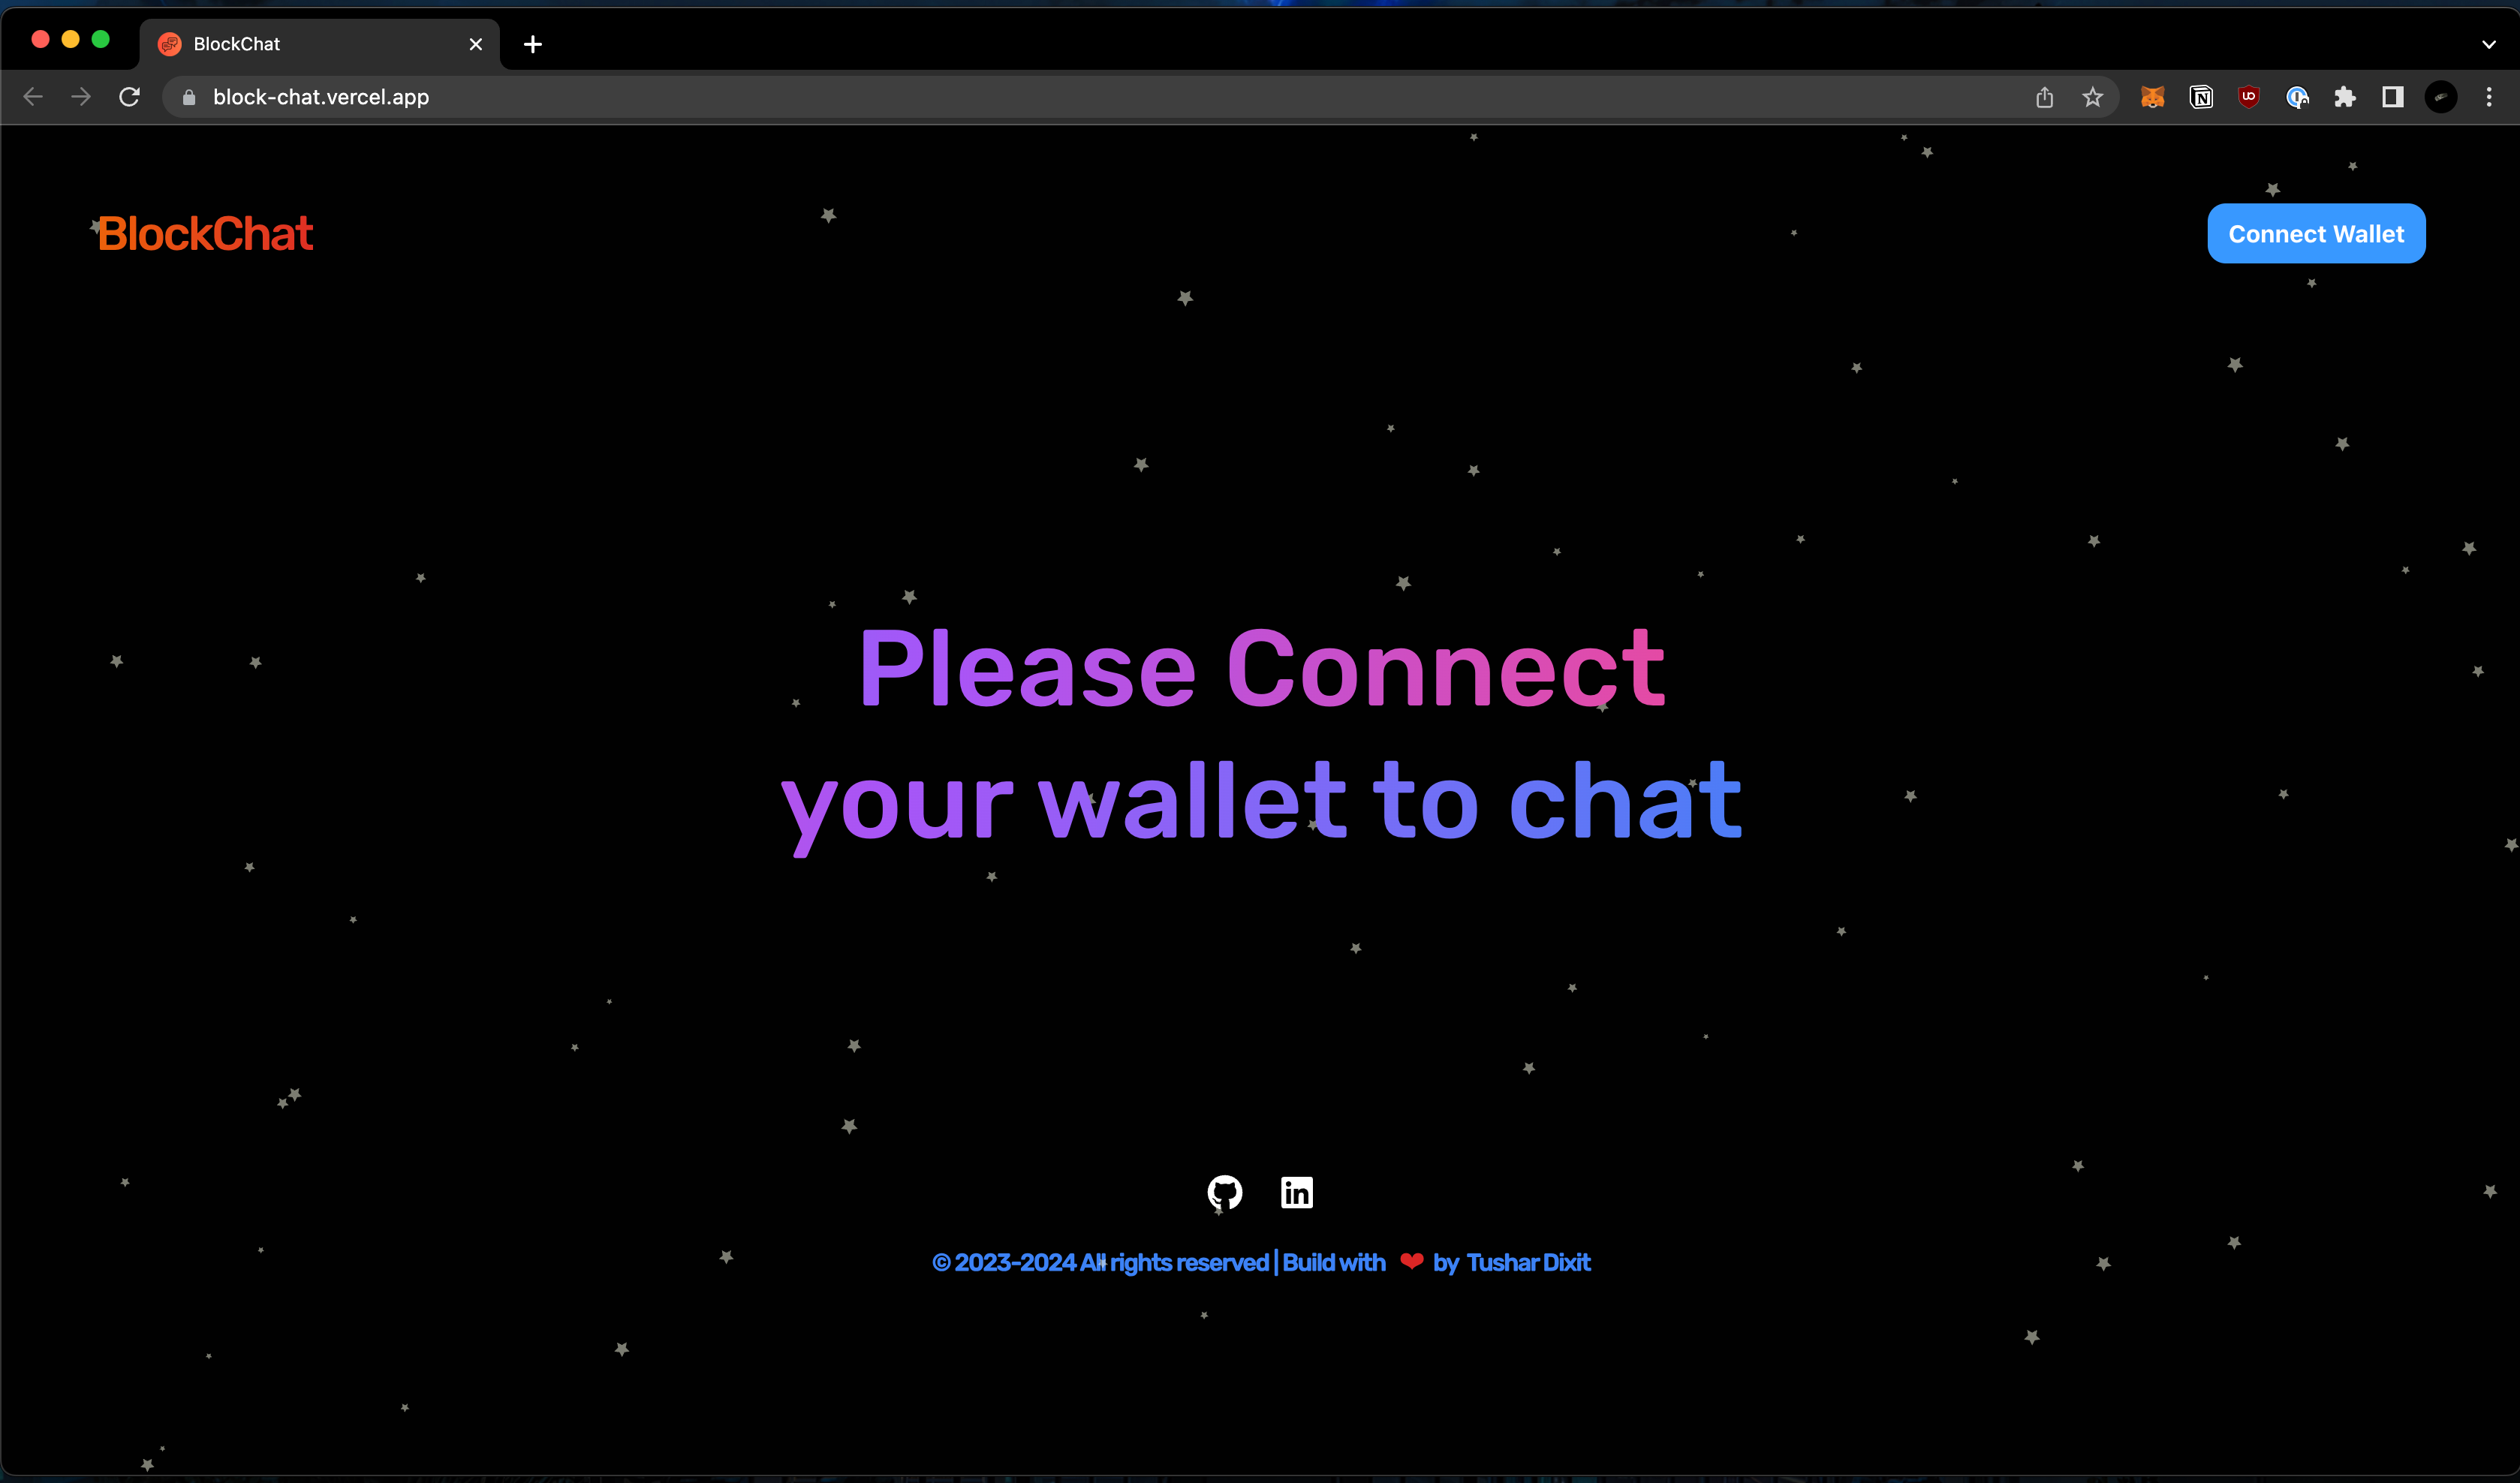 BlockChat
block-chat.vercel.app
BlockChat
Connect Wallet
Please Connect
your wallet to chat
© 2023-2024 All rights reserved | Build with ❤ by Tushar Dixit